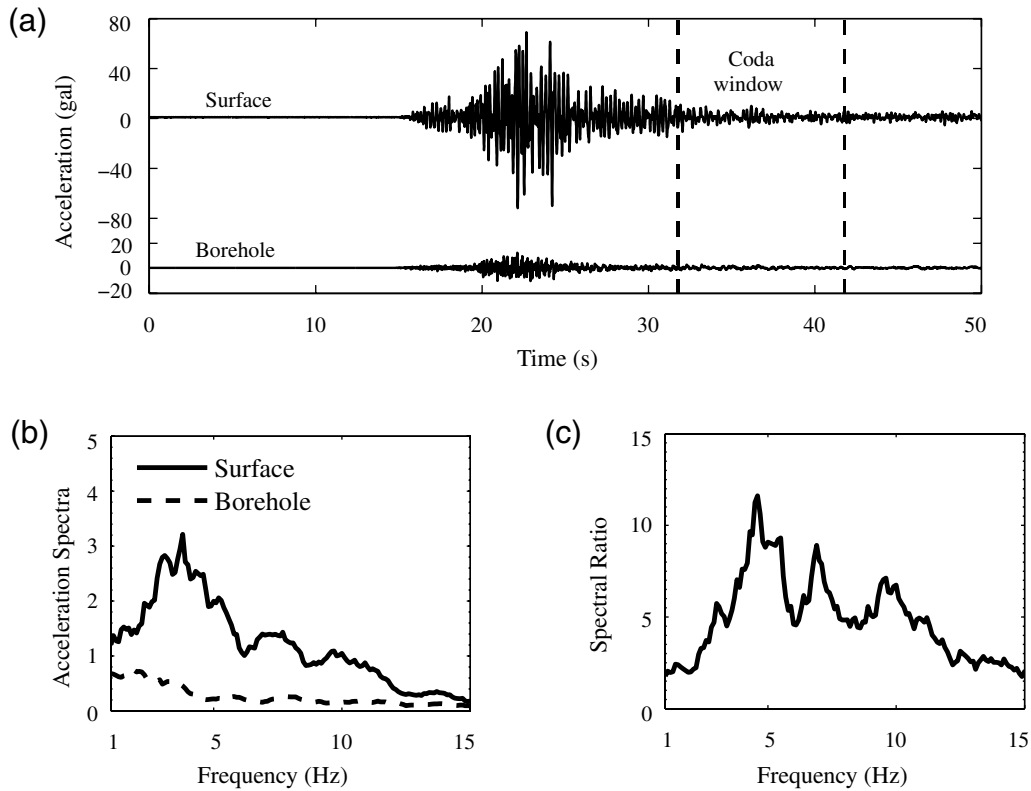 (a)
80
40
0
−40
−80
20
0
−20
Acceleration (gal)
Surface
Borehole
Coda
window
0
10
20
30
40
50
Time (s)
(b)
5
4
3
2
1
0
Acceleration Spectra
Surface
Borehole
1
5
10
15
Frequency (Hz)
(c)
15
10
5
0
Spectral Ratio
1
5
10
15
Frequency (Hz)